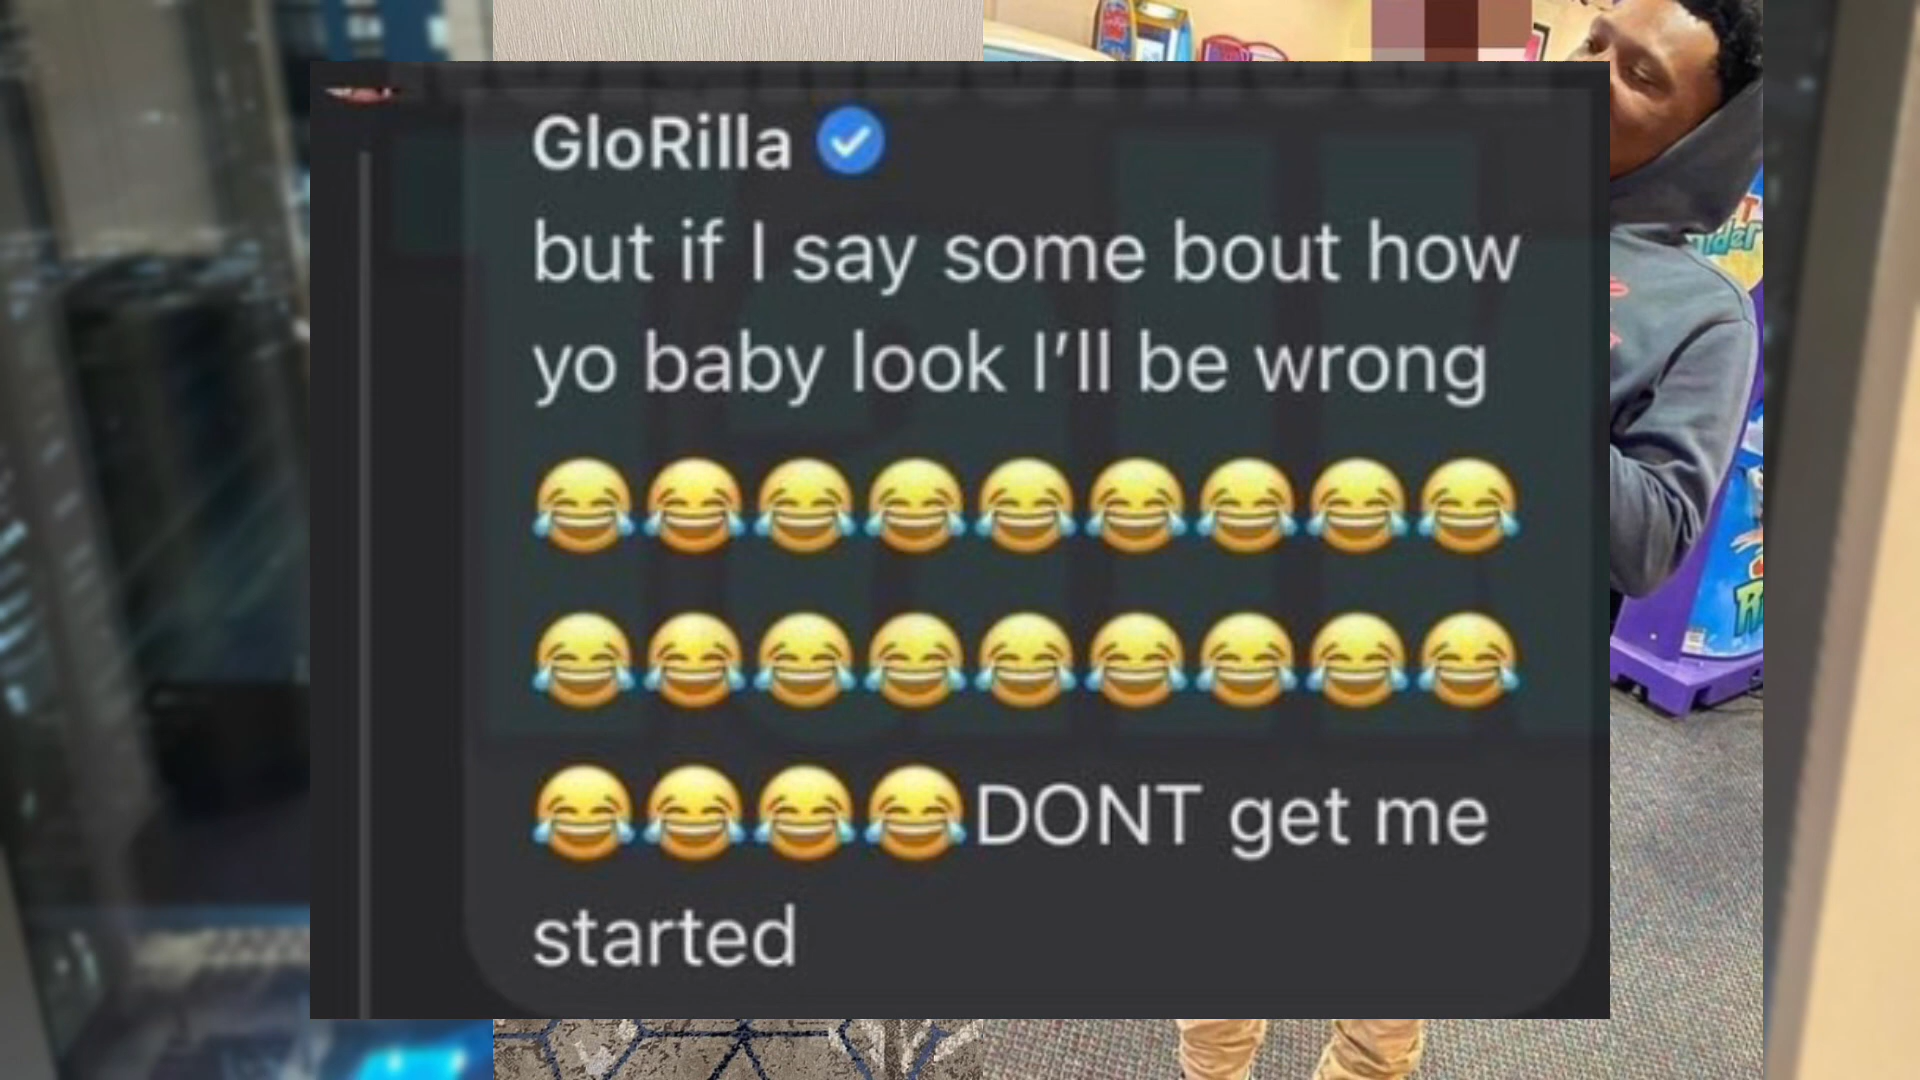 GloRilla
but if I say some bout how
yo baby look I’ll be wrong
😂😂😂😂😂😂😂😂😂
😂😂😂😂😂😂😂😂😂
😂😂😂😂DONT get me
started